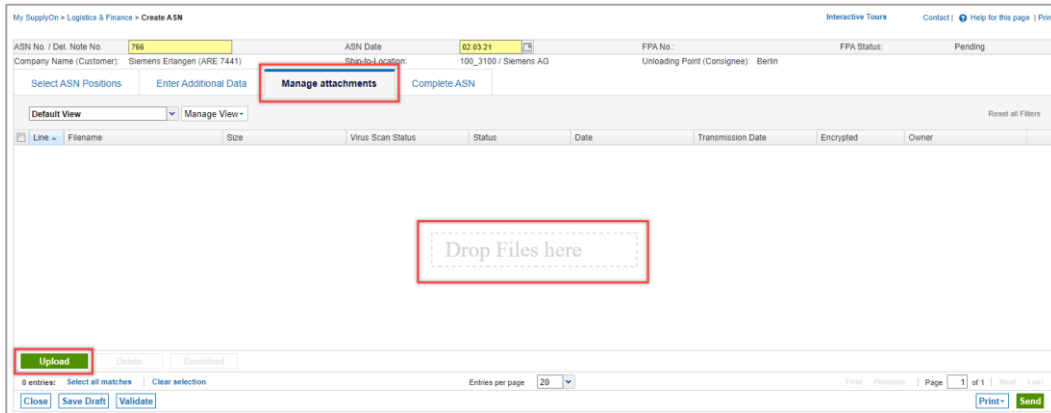 My SupplyOn > Logistics & Finance > Create ASN Interactive Tours Contact | Help for this page | Prin
ASN No. / Del. Note No. 766 ASN Date 02.03.21 FPA No.: FPA Status: Pending
Company Name (Customer): Siemens Erlangen (ARE 7441) Ship-to-Location: 100_3100 / Siemens AG Unloading Point (Consignee): Berlin
Select ASN Positions Enter Additional Data Manage attachments Complete ASN
Default View Manage View Reset all Filters
Line Filename Size Virus Scan Status Status Date Transmission Date Encrypted Owner
Drop Files here
Upload Delete Download
0 entries: Select all matches | Clear selection Entries per page 20 First Previous | Page 1 of 1 | Next Last
Close Save Draft Validate Print Send